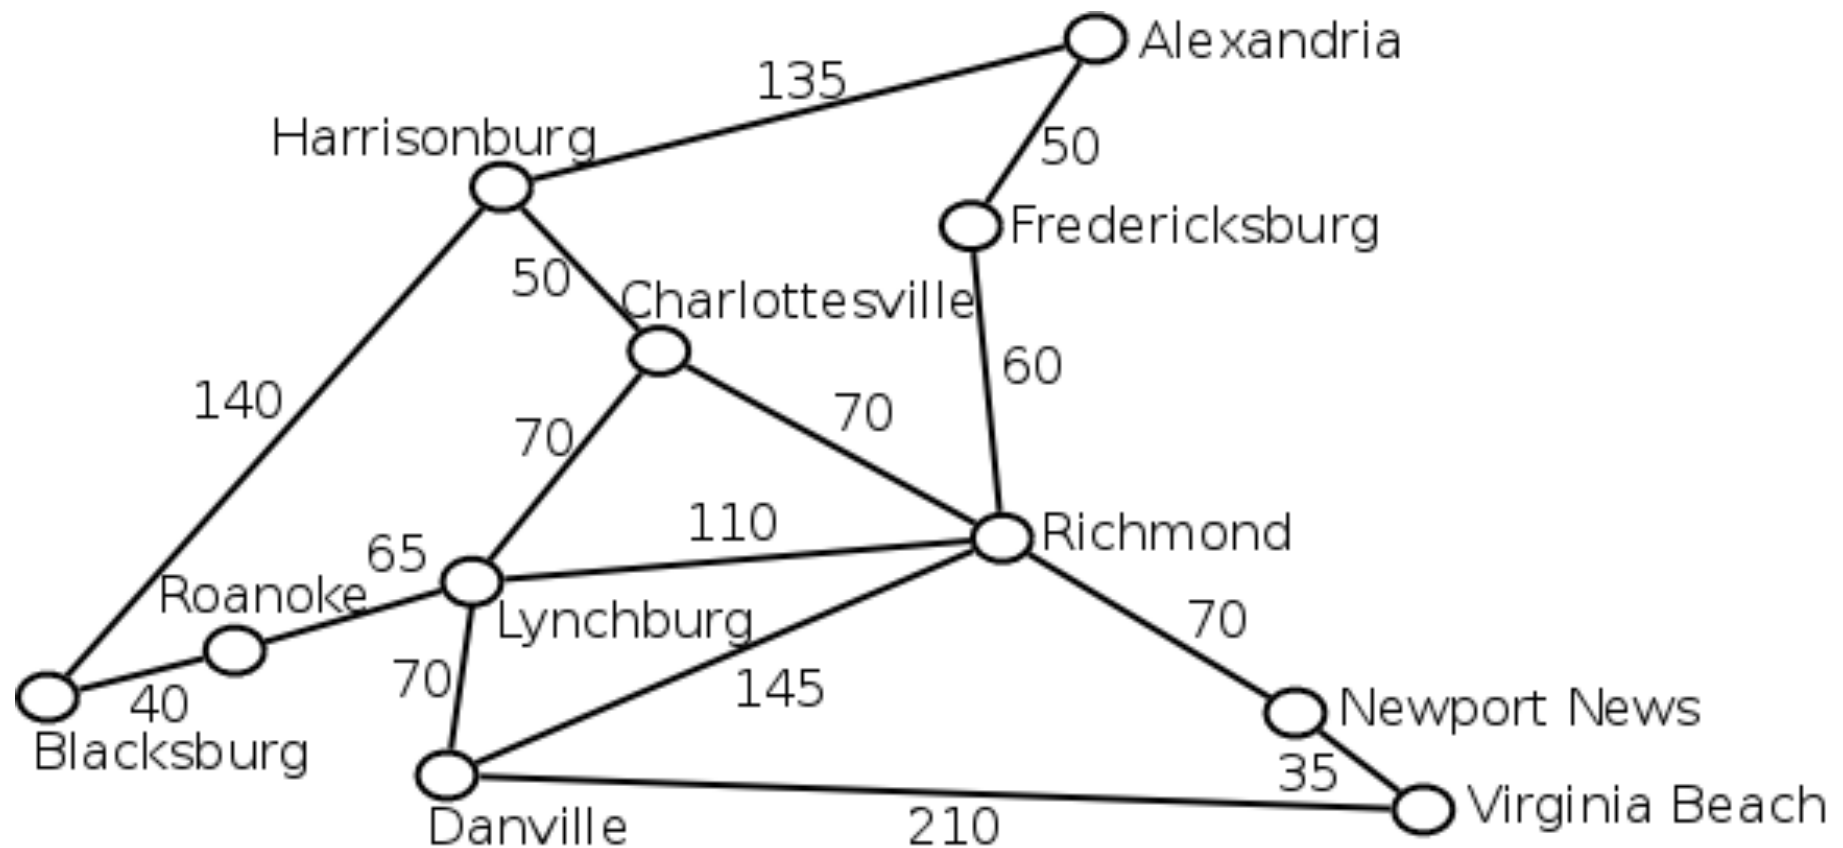 Alexandria
135
Harrisonburg
50
Fredericksburg
50
Charlottesville
60
140
70
70
110
Richmond
65
Roanoke
Lynchburg
70
70
145
40
Newport News
Blacksburg
35
Virginia Beach
Danville
210